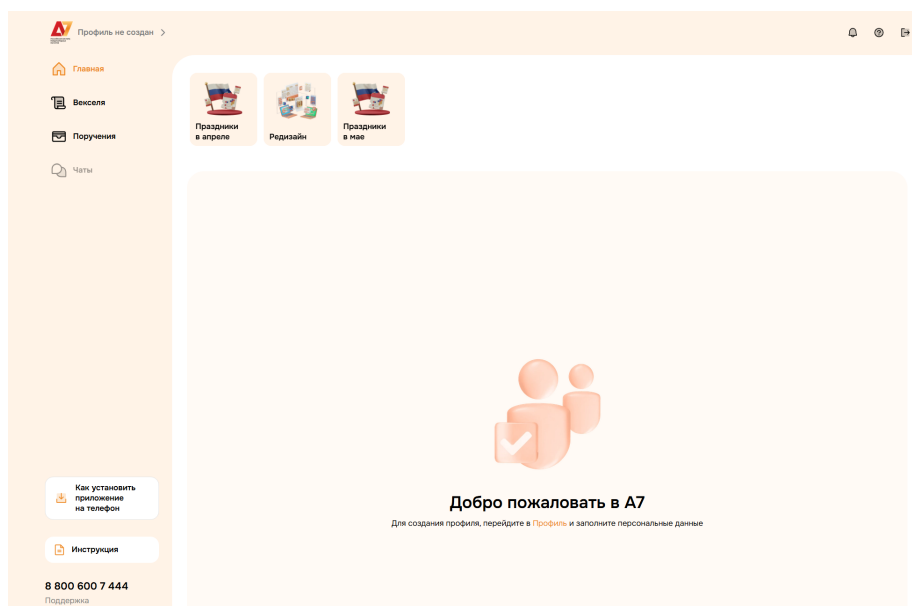 А7
Профиль не создан
Главная
Векселя
Поручения
Чаты
Праздники
в апреле
Редизайн
Праздники
в мае
Добро пожаловать в А7
Для создания профиля, перейдите в Профиль и заполните персональные данные
Как установить
приложение
на телефон
Инструкция
8 800 600 7 444
Поддержка